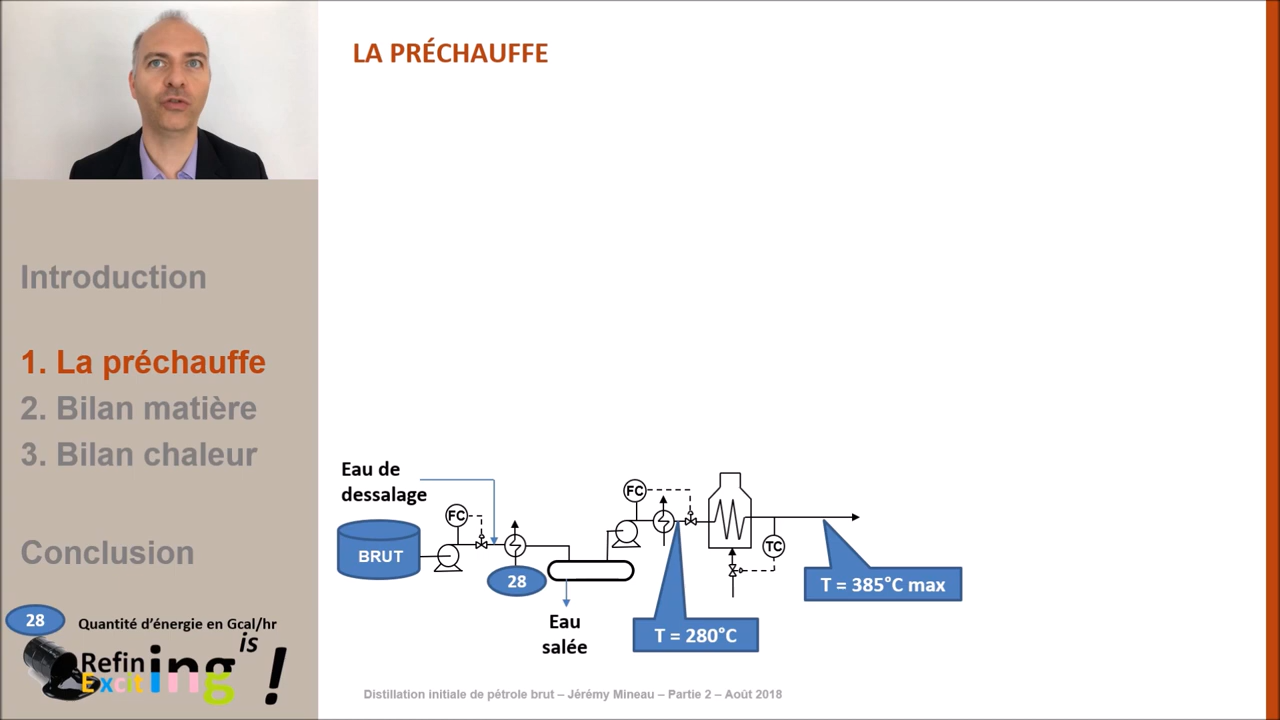 LA PRÉCHAUFFE
Introduction
1. La préchauffe
2. Bilan matière
3. Bilan chaleur
Conclusion
28
Quantité d'énergie en Gcal/hr
Refining
is
Exciting
!
Eau de
dessalage
FC
BRUT
28
Eau
salée
FC
T = 280°C
TC
T = 385°C max
Distillation initiale de pétrole brut – Jérémy Mineau – Partie 2 – Août 2018